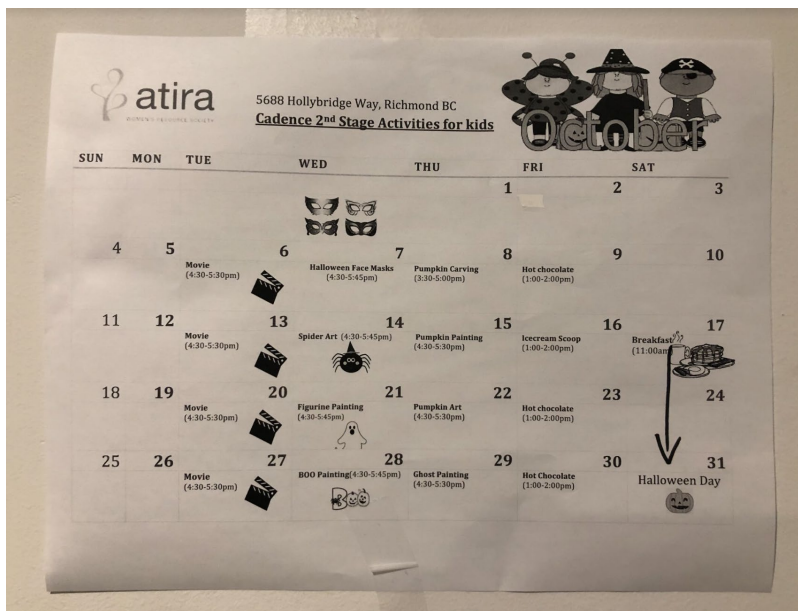 atira
5688 Hollybridge Way, Richmond BC
Cadence 2nd Stage Activities for kids
October
SUN MON TUE WED THU FRI SAT
1 2 3
4 5 6 7 8 9 10
Movie
(4:30-5:30pm)
Halloween Face Masks
(4:30-5:45pm)
Pumpkin Carving
(3:30-5:00pm)
Hot chocolate
(1:00-2:00pm)
11 12 13 14 15 16 17
Movie
(4:30-5:30pm)
Spider Art (4:30-5:45pm)
Pumpkin Painting
(4:30-5:30pm)
Icecream Scoop
(1:00-2:00pm)
Breakfast
(11:00am
18 19 20 21 22 23 24
Movie
(4:30-5:30pm)
Figurine Painting
(4:30-5:45pm)
Pumpkin Art
(4:30-5:30pm)
Hot chocolate
(1:00-2:00pm)
25 26 27 28 29 30 31
Movie
(4:30-5:30pm)
BOO Painting(4:30-5:45pm)
Boo
Ghost Painting
(4:30-5:30pm)
Hot Chocolate
(1:00-2:00pm)
Halloween Day